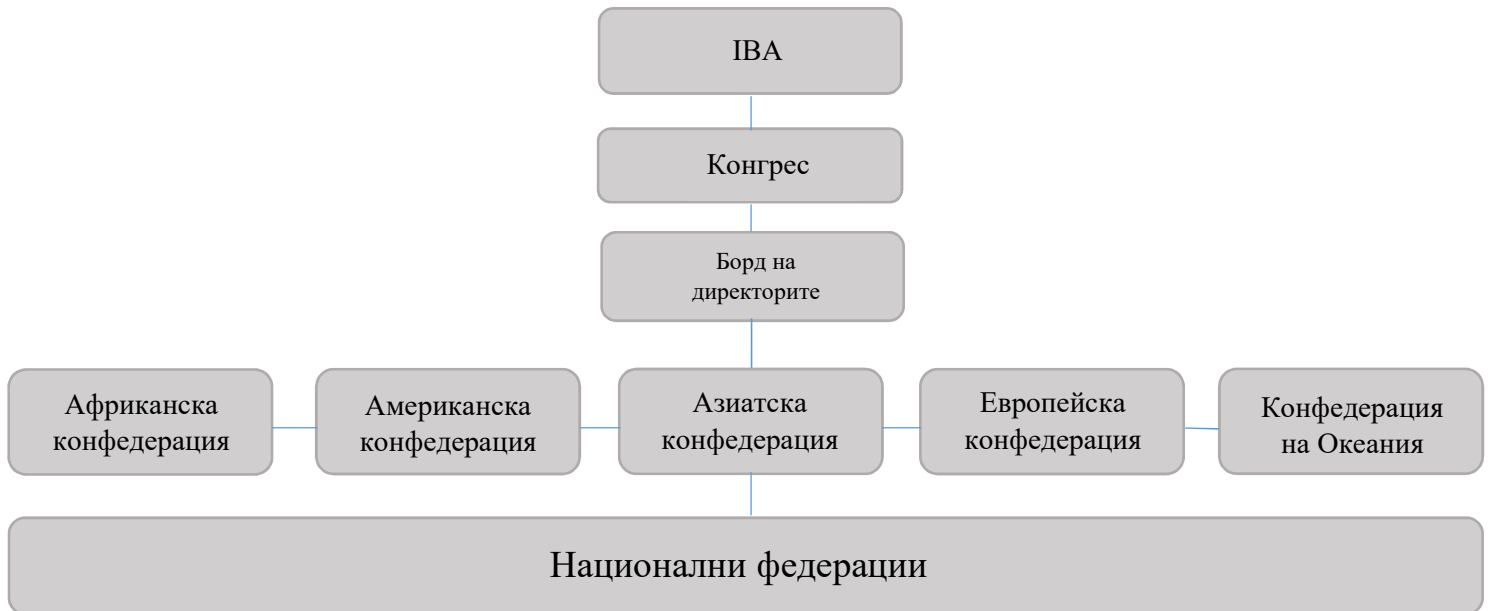 IBA
Конгрес
Борд на
директорите
Африканска
конфедерация
Американска
конфедерация
Азиатска
конфедерация
Европейска
конфедерация
Конфедерация
на Океания
Национални федерации